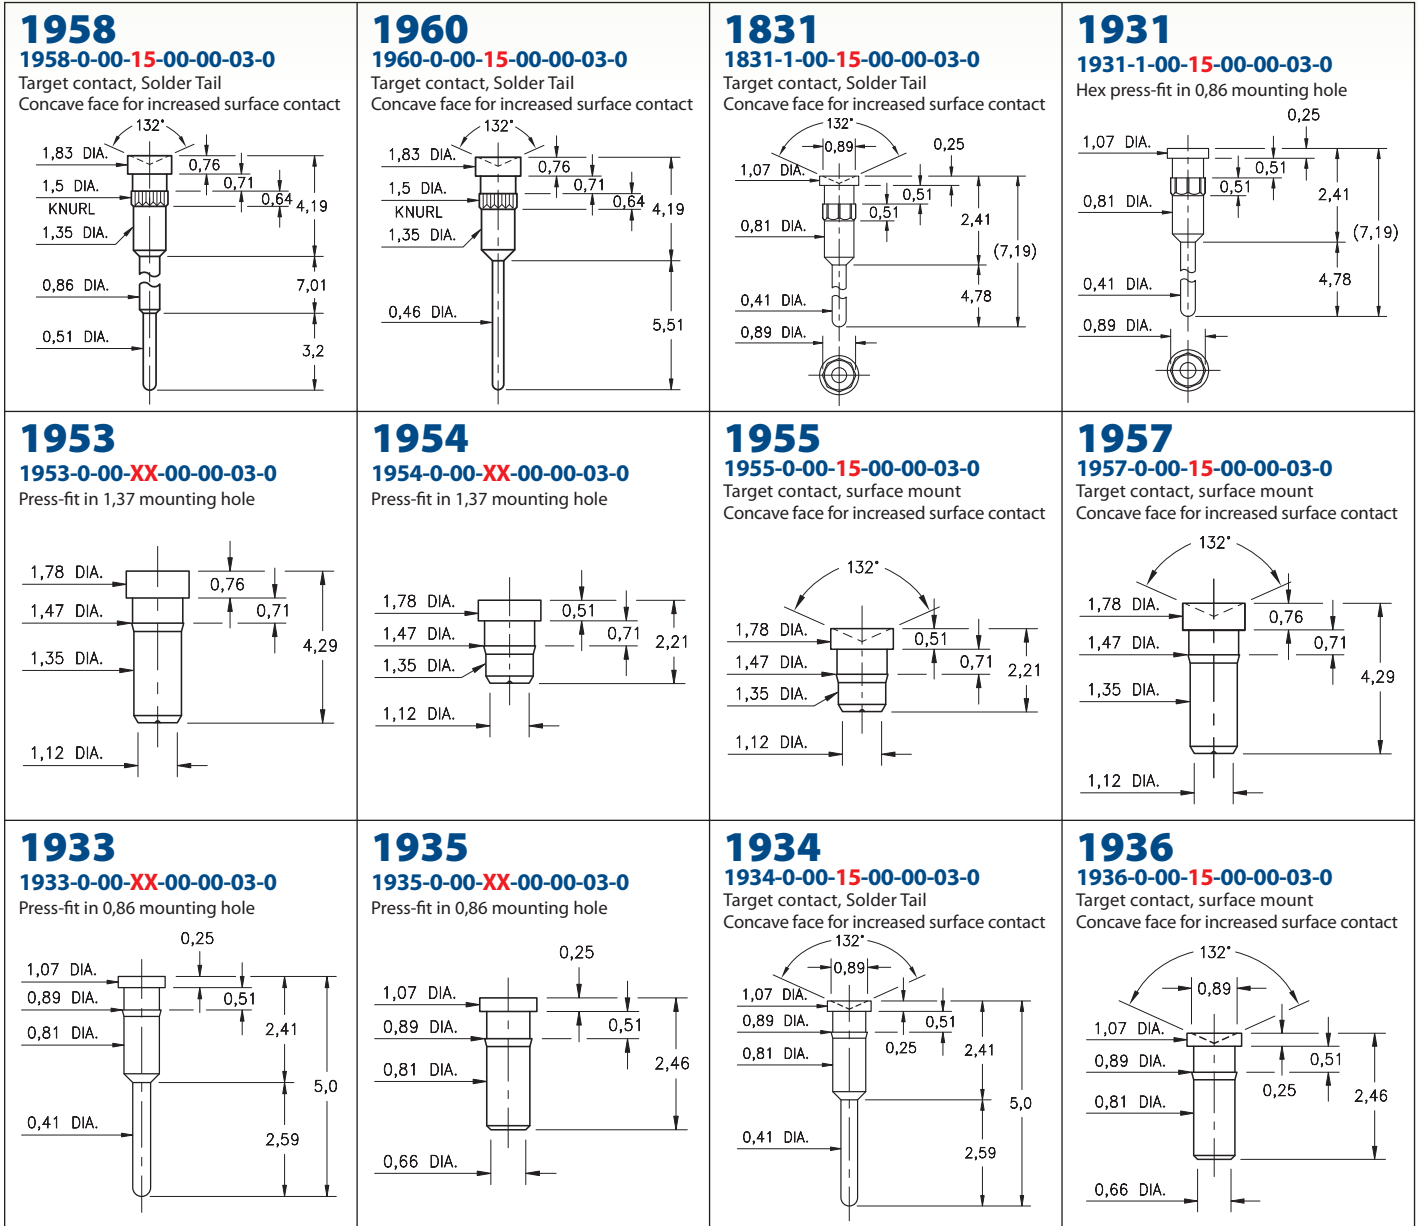 1958
1958-0-00-15-00-00-03-0
Target contact, Solder Tail
Concave face for increased surface contact
132°
1,83 DIA.
0,76
0,71
1,5 DIA.
0,64
4,19
KNURL
1,35 DIA.
0,86 DIA.
7,01
0,51 DIA.
3,2
1960
1960-0-00-15-00-00-03-0
Target contact, Solder Tail
Concave face for increased surface contact
132°
1,83 DIA.
0,76
0,71
1,5 DIA.
0,64
4,19
KNURL
1,35 DIA.
0,46 DIA.
5,51
1831
1831-1-00-15-00-00-03-0
Target contact, Solder Tail
Concave face for increased surface contact
132°
0,89
0,25
1,07 DIA.
0,51
0,51
2,41
0,81 DIA.
(7,19)
4,78
0,41 DIA.
0,89 DIA.
1931
1931-1-00-15-00-00-03-0
Hex press-fit in 0,86 mounting hole
0,25
1,07 DIA.
0,51
0,51
2,41
0,81 DIA.
(7,19)
4,78
0,41 DIA.
0,89 DIA.
1953
1953-0-00-XX-00-00-03-0
Press-fit in 1,37 mounting hole
1,78 DIA.
0,76
1,47 DIA.
0,71
4,29
1,35 DIA.
1,12 DIA.
1954
1954-0-00-XX-00-00-03-0
Press-fit in 1,37 mounting hole
1,78 DIA.
0,51
1,47 DIA.
0,71
2,21
1,35 DIA.
1,12 DIA.
1955
1955-0-00-15-00-00-03-0
Target contact, surface mount
Concave face for increased surface contact
132°
1,78 DIA.
0,51
1,47 DIA.
0,71
2,21
1,35 DIA.
1,12 DIA.
1957
1957-0-00-15-00-00-03-0
Target contact, surface mount
Concave face for increased surface contact
132°
1,78 DIA.
0,76
1,47 DIA.
0,71
4,29
1,35 DIA.
1,12 DIA.
1933
1933-0-00-XX-00-00-03-0
Press-fit in 0,86 mounting hole
0,25
1,07 DIA.
0,89 DIA.
0,51
0,81 DIA.
2,41
5,0
0,41 DIA.
2,59
1935
1935-0-00-XX-00-00-03-0
Press-fit in 0,86 mounting hole
0,25
1,07 DIA.
0,89 DIA.
0,51
0,81 DIA.
2,46
0,66 DIA.
1934
1934-0-00-15-00-00-03-0
Target contact, Solder Tail
Concave face for increased surface contact
132°
0,89
1,07 DIA.
0,89 DIA.
0,51
0,25
0,81 DIA.
2,41
5,0
0,41 DIA.
2,59
1936
1936-0-00-15-00-00-03-0
Target contact, surface mount
Concave face for increased surface contact
132°
0,89
1,07 DIA.
0,89 DIA.
0,51
0,25
0,81 DIA.
2,46
0,66 DIA.